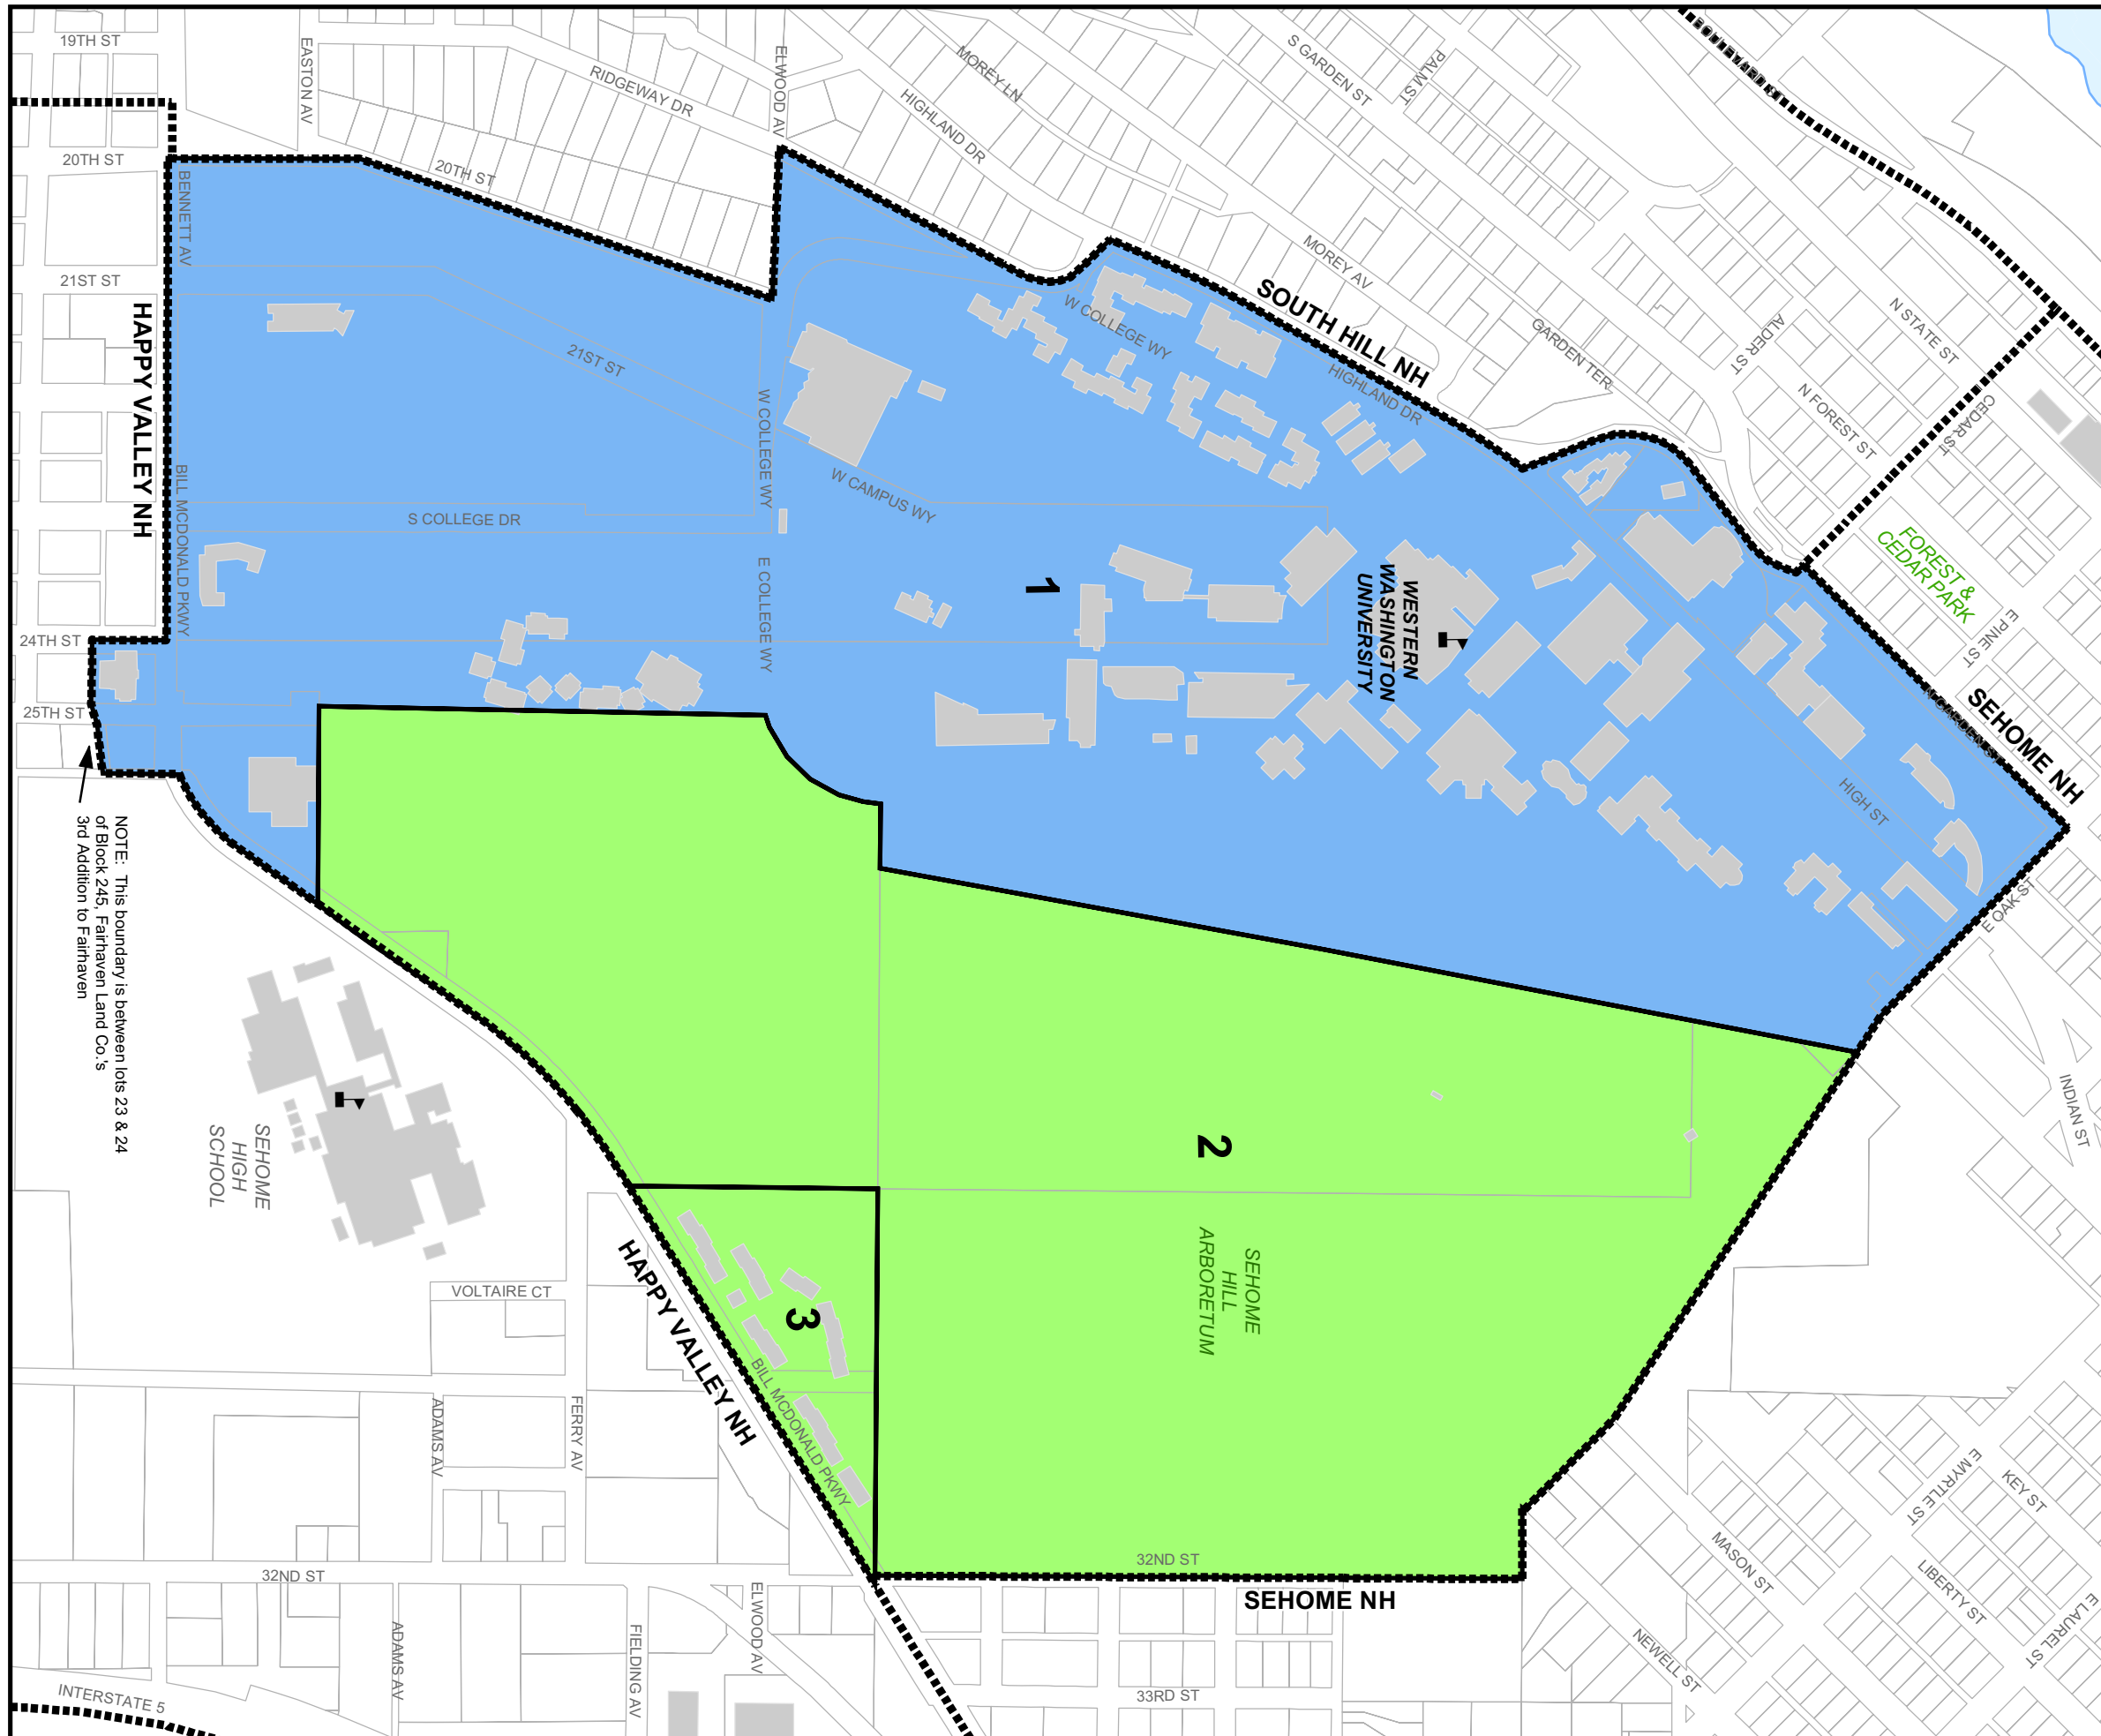 19TH ST
20TH ST
21ST ST
24TH ST
25TH ST
EASTON AV
RIDGEWAY DR
ELWOOD AV
20TH ST
MOREY LN
HIGHLAND DR
S GARDEN ST
PALM ST
MOREY AV
GARDEN TER
ALDER ST
N STATE ST
N FOREST ST
CEDAR ST
FOREST &
CEDAR PARK
E PINE ST
BENNETT AV
BILL MCDONALD PKWY
HAPPY VALLEY NH
SOUTH HILL NH
HIGHLAND DR
W COLLEGE WY
21ST ST
W COLLEGE WY
W CAMPUS WY
S COLLEGE DR
E COLLEGE WY
1
WESTERN
WASHINGTON
UNIVERSITY
SEHOME NH
N GARDEN ST
HIGH ST
E OAK ST
INDIAN ST
NOTE: This boundary is between lots 23 & 24
of Block 245, Fairhaven Land Co.'s
3rd Addition to Fairhaven
SEHOME
HIGH
SCHOOL
2
SEHOME
HILL
ARBORETUM
3
HAPPY VALLEY NH
BILL MCDONALD PKWY
VOLTAIRE CT
ADAMS AV
FERRY AV
32ND ST
32ND ST
SEHOME NH
ADAMS AV
FIELDING AV
ELWOOD AV
33RD ST
INTERSTATE 5
E MYRTLE ST
KEY ST
MASON ST
LIBERTY ST
E LAUREL ST
NEWELL ST